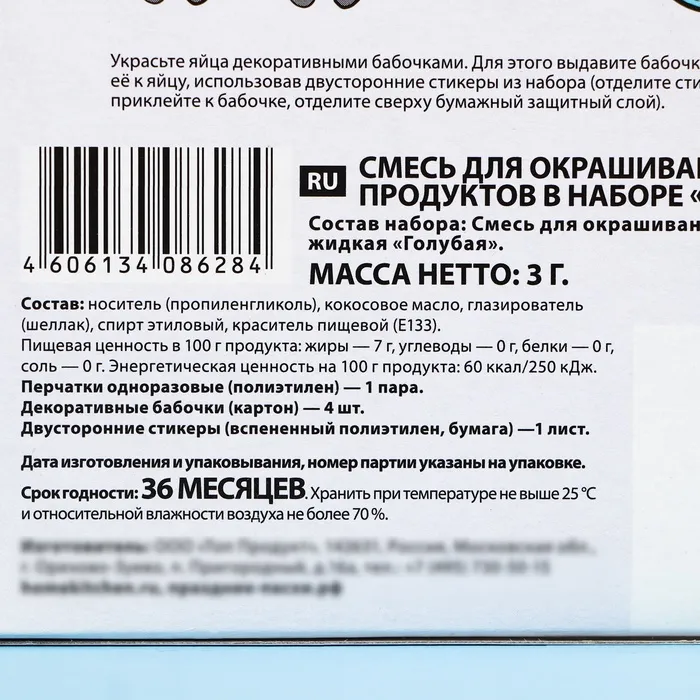 Украсьте яйца декоративными бабочками. Для этого выдавите бабочк
её к яйцу, использовав двусторонние стикеры из набора (отделите сти
приклейте к бабочке, отделите сверху бумажный защитный слой).
RU СМЕСЬ ДЛЯ ОКРАШИВАН
ПРОДУКТОВ В НАБОРЕ «
Состав набора: Смесь для окрашиван
жидкая «Голубая».
4 606134 086284
МАССА НЕТТО: 3 Г.
Состав: носитель (пропиленгликоль), кокосовое масло, глазирователь
(шеллак), спирт этиловый, краситель пищевой (Е133).
Пищевая ценность в 100 г продукта: жиры — 7 г, углеводы — 0 г, белки — 0 г,
соль — 0 г. Энергетическая ценность на 100 г продукта: 60 ккал/250 кДж.
Перчатки одноразовые (полиэтилен) — 1 пара.
Декоративные бабочки (картон) — 4 шт.
Двусторонние стикеры (вспененный полиэтилен, бумага) —1 лист.
Дата изготовления и упаковывания, номер партии указаны на упаковке.
Срок годности: 36 МЕСЯЦЕВ. Хранить при температуре не выше 25 °С
и относительной влажности воздуха не более 70 %.